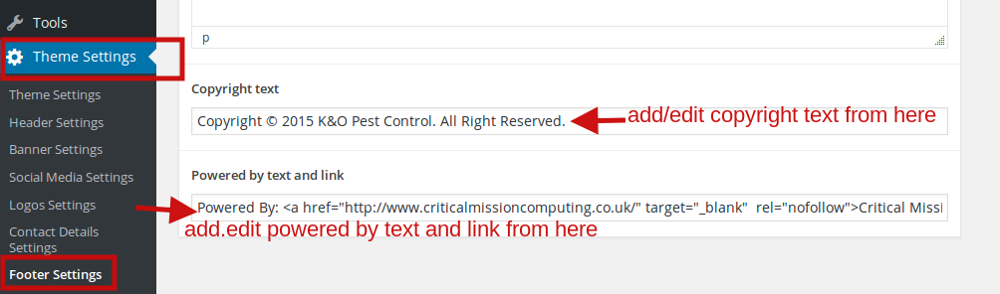 Tools
Theme Settings
Theme Settings
Header Settings
Banner Settings
Social Media Settings
Logos Settings
Contact Details
Settings
Footer Settings
p
Copyright text
Copyright © 2015 K&O Pest Control. All Right Reserved.
add/edit copyright text from here
Powered by text and link
Powered By: <a href="http://www.criticalmissioncomputing.co.uk/" target="_blank"  rel="nofollow">Critical Missi
add.edit powered by text and link from here